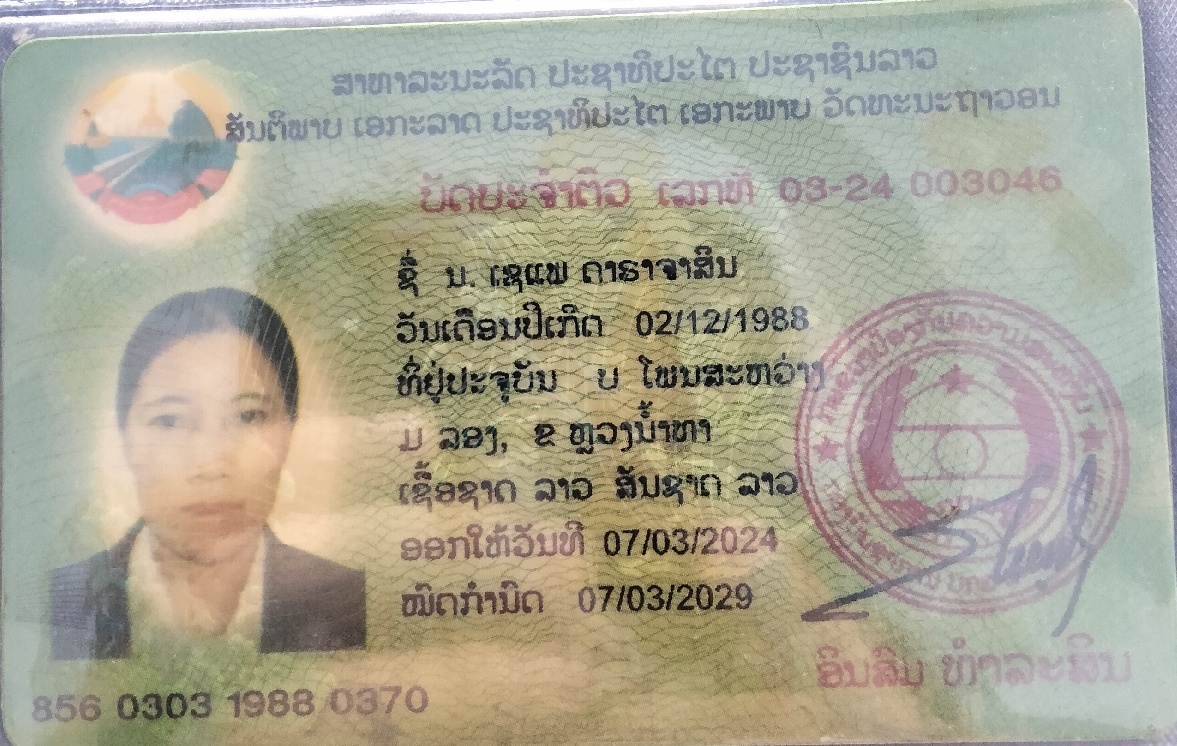 ສາທາລະນະລັດ ປະຊາທິປະໄຕ ປະຊາຊົນລາວ
ສັນຕິພາບ ເອກະລາດ ປະຊາທິປະໄຕ ເອກະພາບ ວັດທະນະຖາວອນ
ບັດປະຈຳຕົວ ເລກທີ 03-24 003046
ຊື່ ນ. ເຊແພ ດາຣາຈາສິນ
ວັນເດືອນປີເກີດ 02/12/1988
ທີ່ຢູ່ປະຈຸບັນ ບ ໂພນສະຫວ່າງ
ມ ລອງ, ຂ ຫຼວງນ້ຳທາ
ເຊື້ອຊາດ ລາວ ສັນຊາດ ລາວ
ອອກໃຫ້ວັນທີ 07/03/2024
ໝົດກຳນົດ 07/03/2029
ອິນສົມ ທຳມະລະສິນ
856 0303 1988 0370